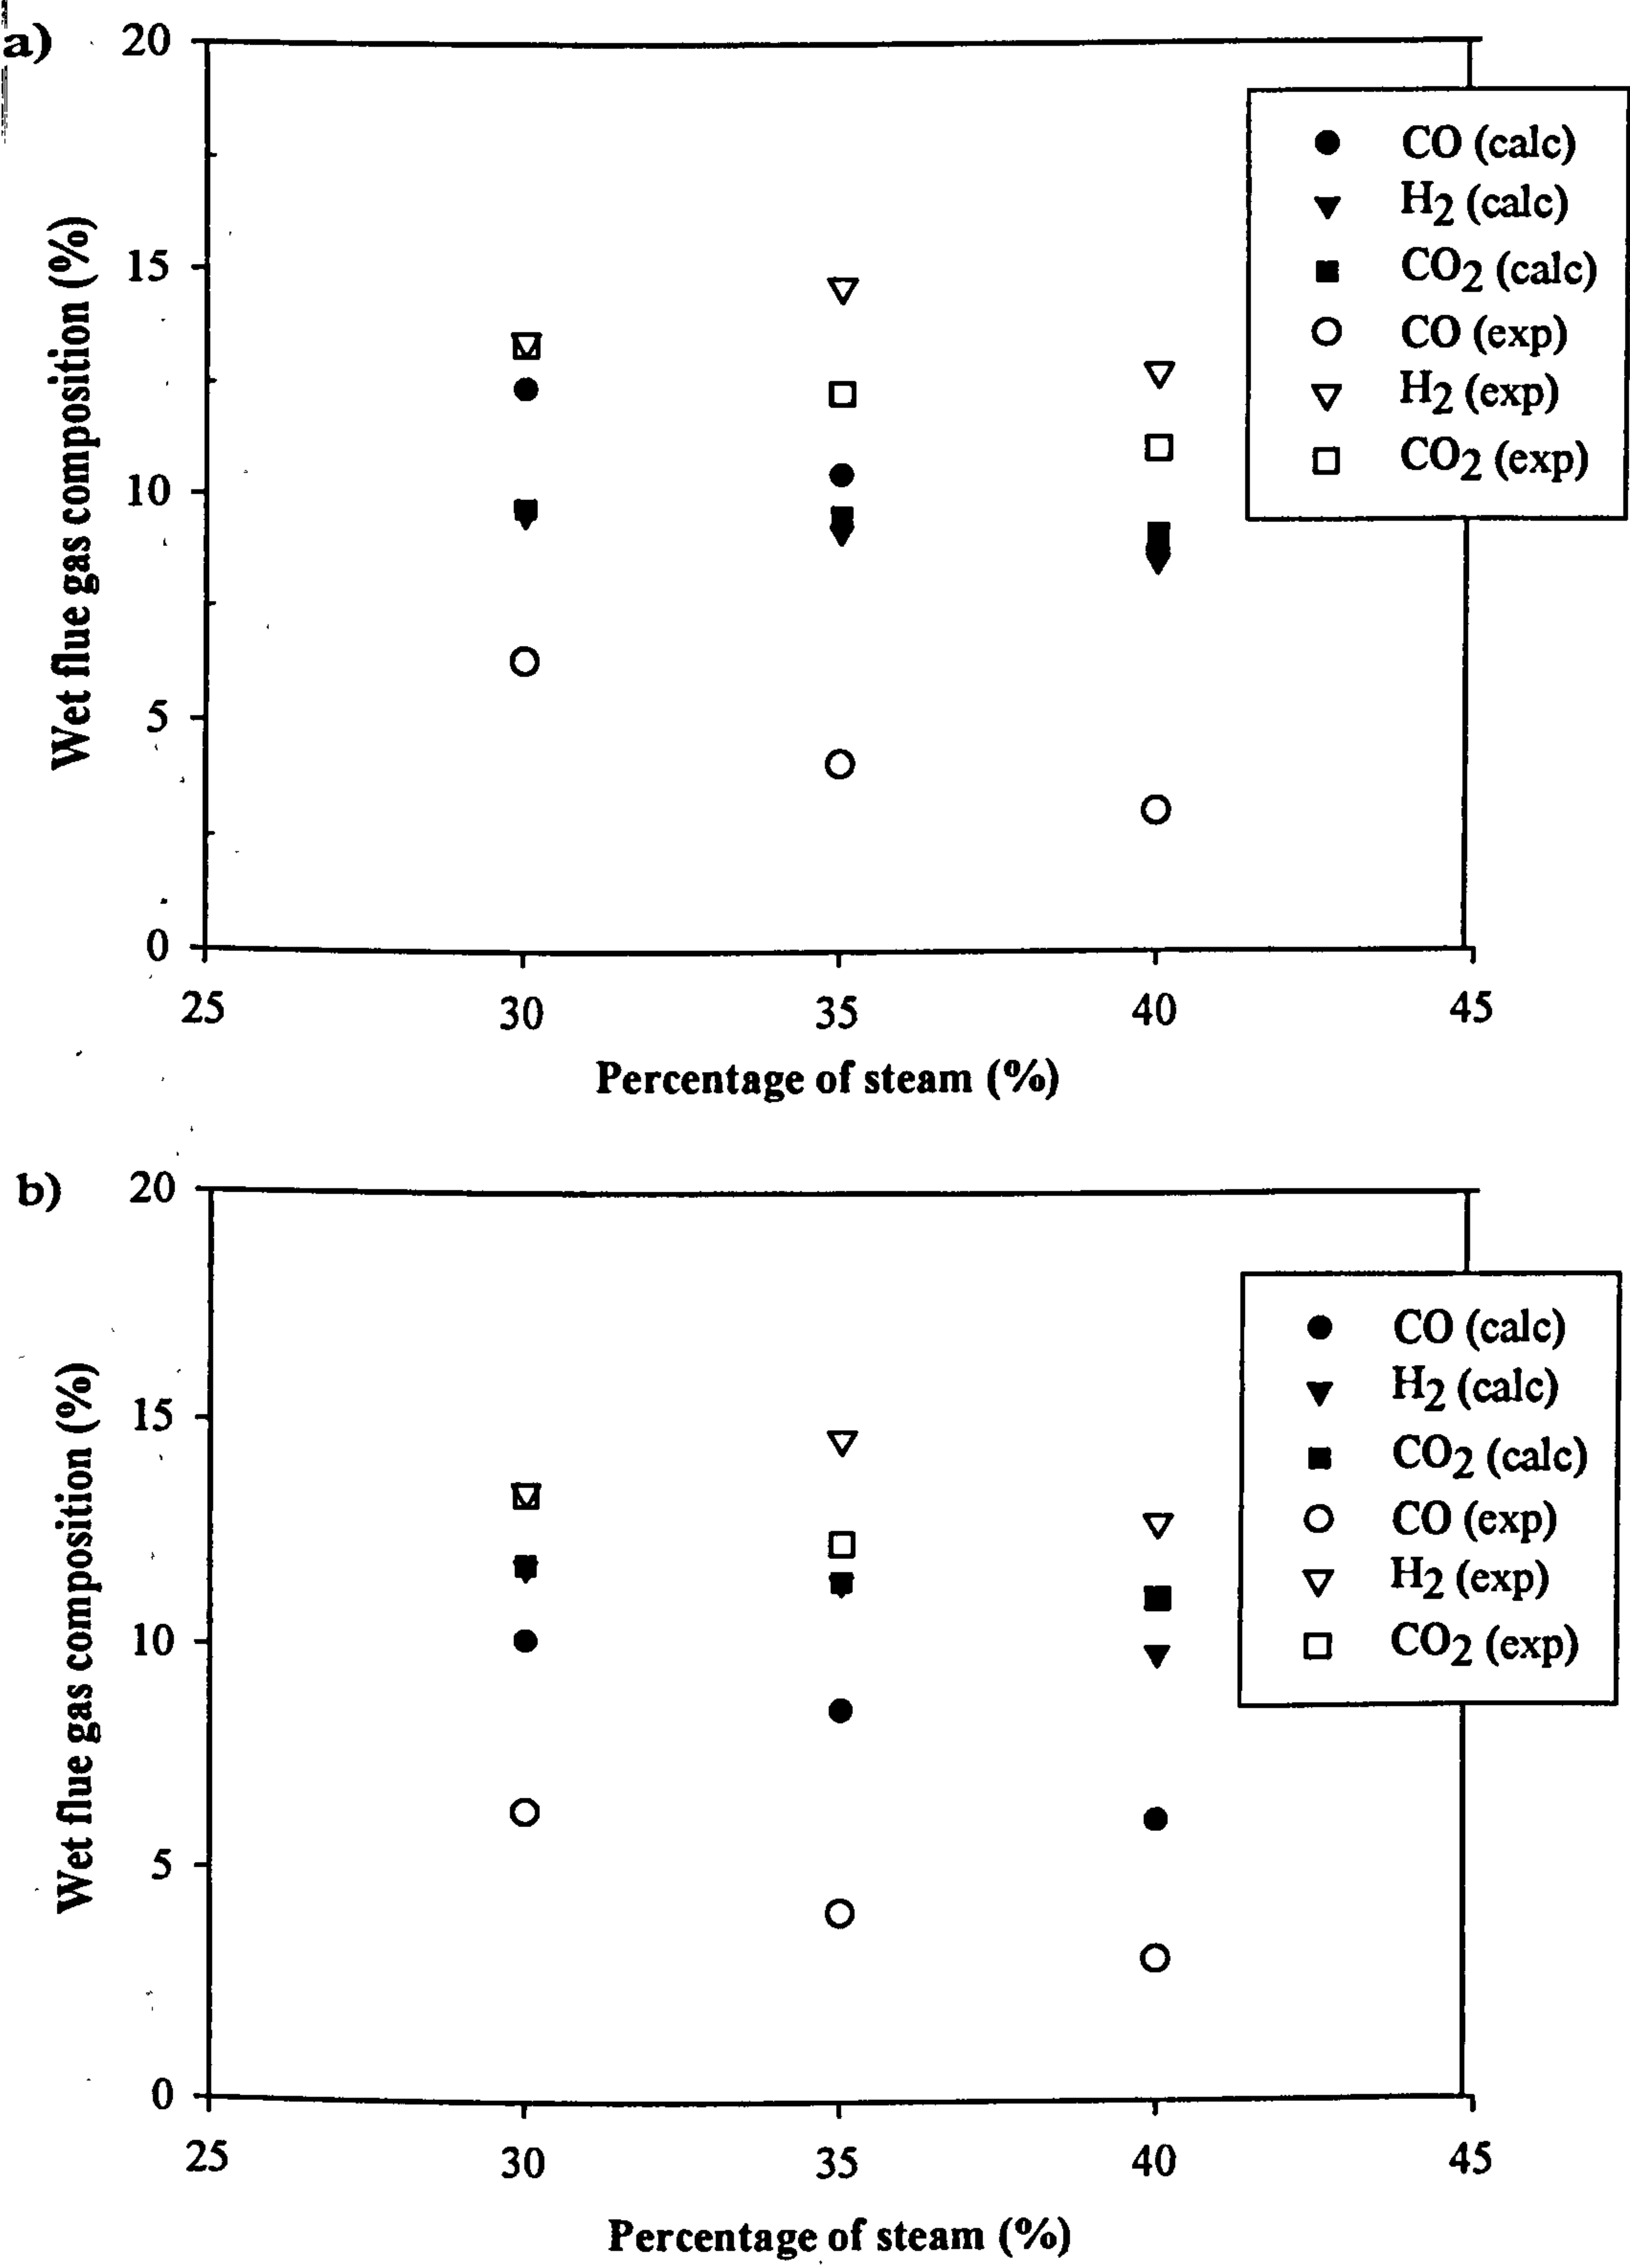 a)
20
15
10
5
0
Wet flue gas composition (%)
CO (calc)
H2 (calc)
CO2 (calc)
CO (exp)
H2 (exp)
CO2 (exp)
25 30 35 40 45
Percentage of steam (%)
b)
20
15
10
5
0
Wet flue gas composition (%)
CO (calc)
H2 (calc)
CO2 (calc)
CO (exp)
H2 (exp)
CO2 (exp)
25 30 35 40 45
Percentage of steam (%)